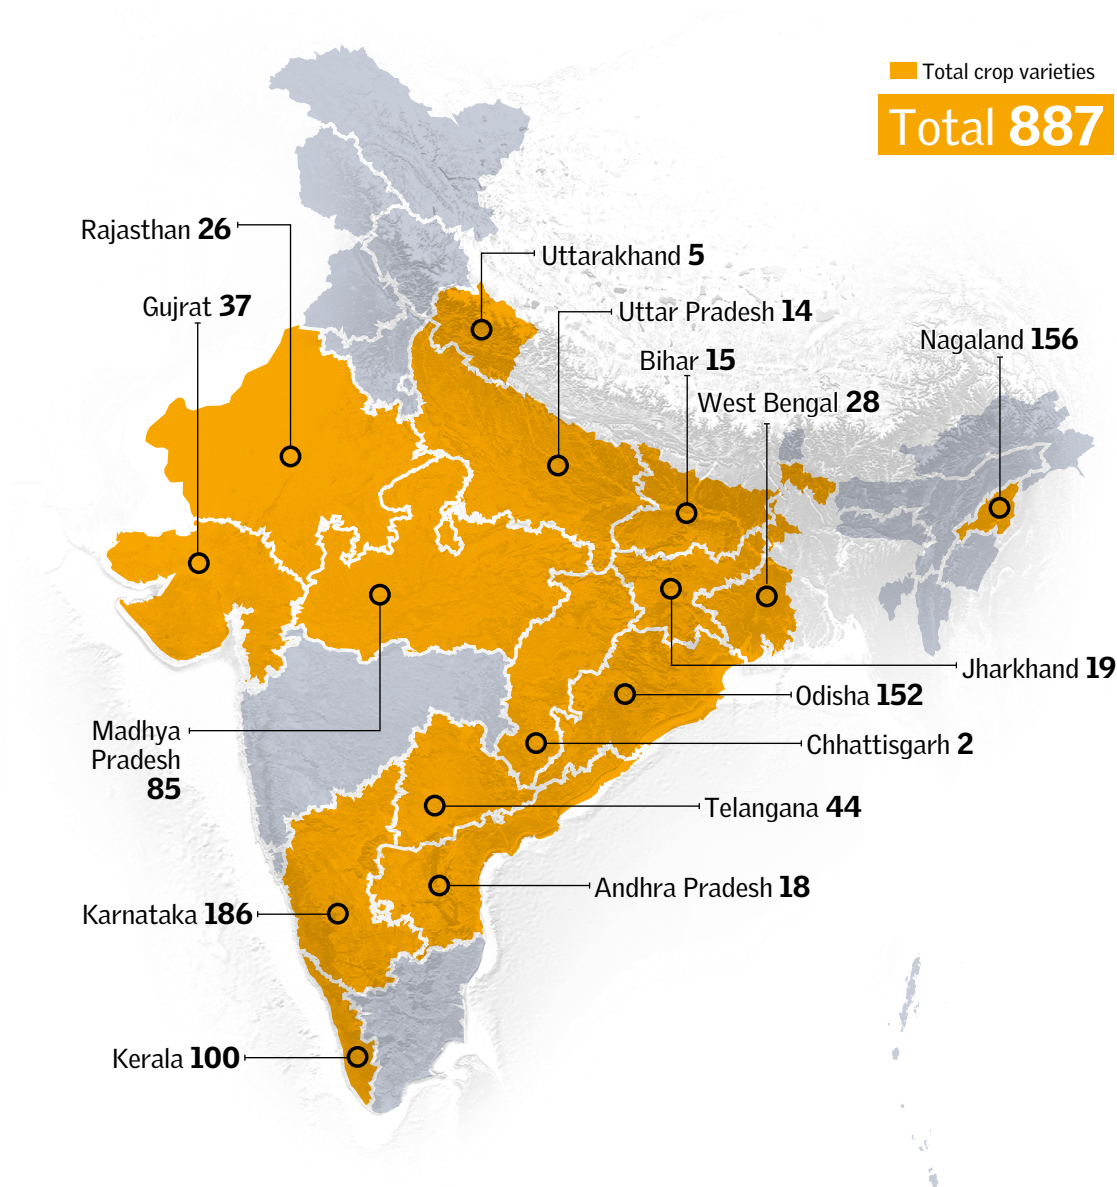 Total crop varieties
Total 887
Rajasthan 26
Uttarakhand 5
Gujrat 37
Uttar Pradesh 14
Nagaland 156
Bihar 15
West Bengal 28
Jharkhand 19
Odisha 152
Madhya
Pradesh
85
Chhattisgarh 2
Telangana 44
Andhra Pradesh 18
Karnataka 186
Kerala 100